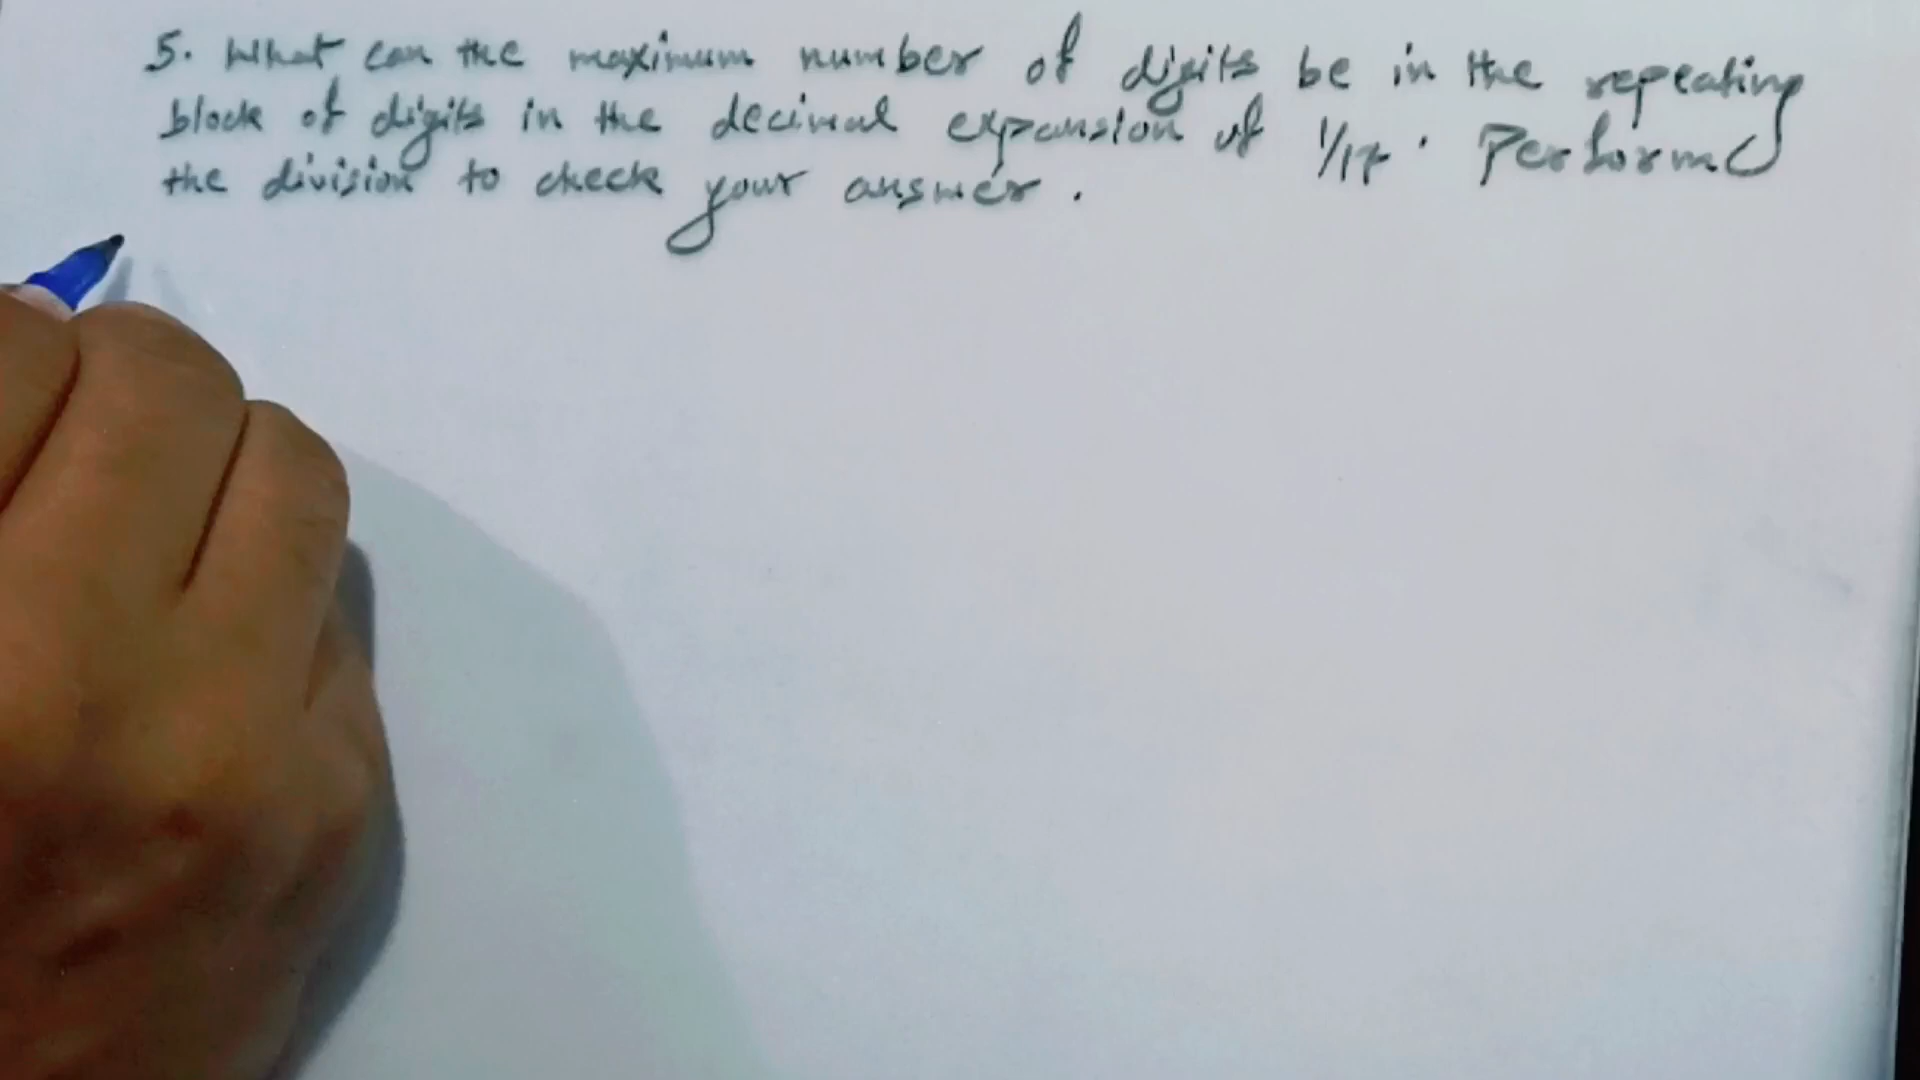 5. What can the maximum number of digits be in the repeating
block of digits in the decimal expansion of 1/17. Perform
the division to check your answer.